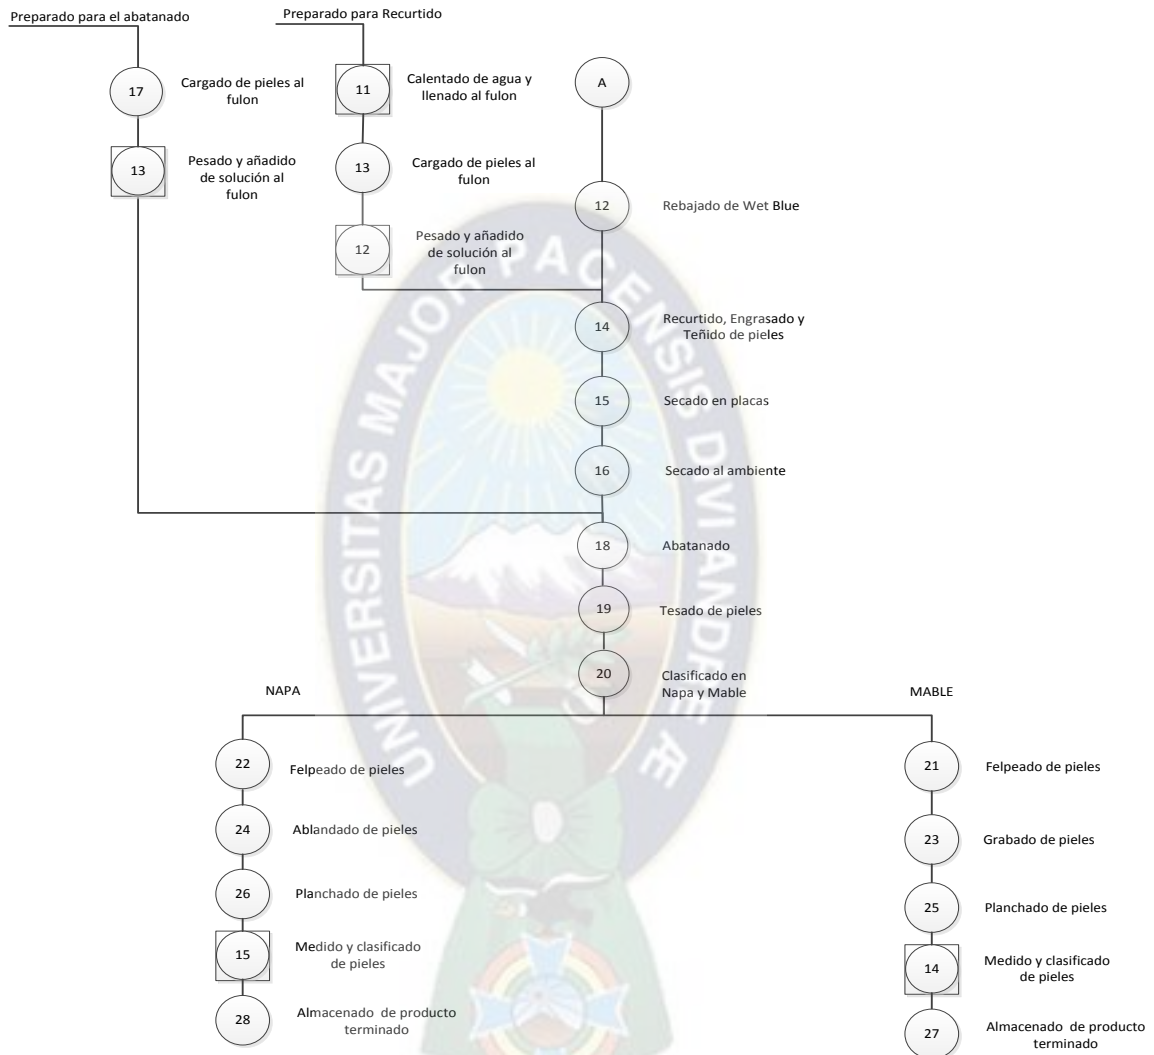 Preparado para el abatanado
17
Cargado de pieles al
fulon
13
Pesado y añadido
de solución al
fulon
Preparado para Recurtido
11
Calentado de agua y
llenado al fulon
13
Cargado de pieles al
fulon
12
Pesado y añadido
de solución al
fulon
A
12
Rebajado de Wet Blue
14
Recurtido, Engrasado y
Teñido de pieles
15
Secado en placas
16
Secado al ambiente
18
Abatanado
19
Tesado de pieles
20
Clasificado en
Napa y Mable
NAPA
22
Felpeado de pieles
24
Ablandado de pieles
26
Planchado de pieles
15
Medido y clasificado
de pieles
28
Almacenado de producto
terminado
MABLE
21
Felpeado de pieles
23
Grabado de pieles
25
Planchado de pieles
14
Medido y clasificado
de pieles
27
Almacenado de producto
terminado
UNIVERSITAS MAJOR PACENSIS DIVI ANDRE Æ